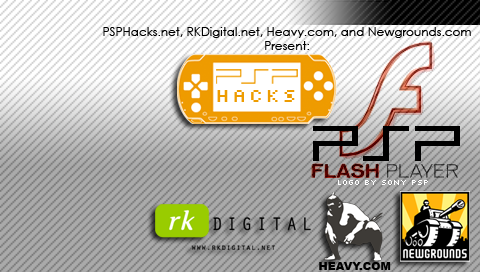 PSPHacks.net, RKDigital.net, Heavy.com, and Newgrounds.com
Present:
PSP
HACKS
PSP
FLASH PLAYER
LOGO BY SONY PSP
rk DIGITAL
WWW.RKDIGITAL.NET
HEAVY.COM
NEWGROUNDS